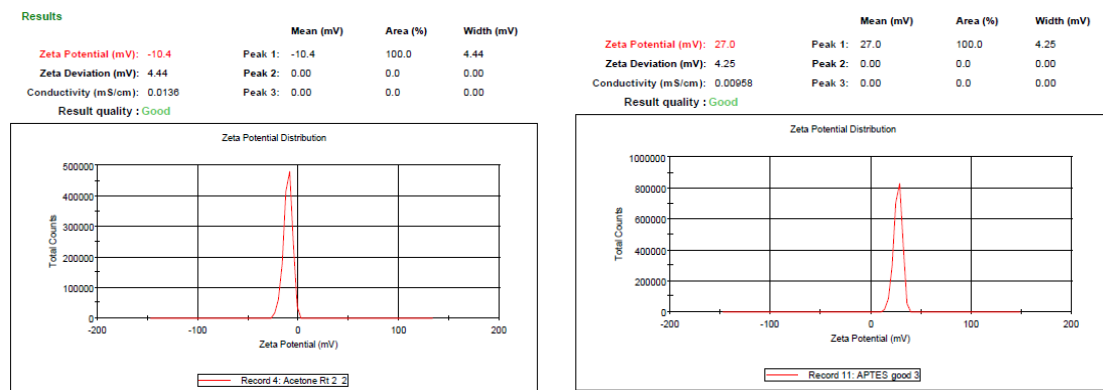 Results
Mean (mV) Area (%) Width (mV)
Zeta Potential (mV): -10.4 Peak 1: -10.4 100.0 4.44
Zeta Deviation (mV): 4.44 Peak 2: 0.00 0.0 0.00
Conductivity (mS/cm): 0.0136 Peak 3: 0.00 0.0 0.00
Result quality : Good
Zeta Potential Distribution
Total Counts
500000
400000
300000
200000
100000
0
-200 -100 0 100 200
Zeta Potential (mV)
Record 4: Acetone Rt 2 2
Mean (mV) Area (%) Width (mV)
Zeta Potential (mV): 27.0 Peak 1: 27.0 100.0 4.25
Zeta Deviation (mV): 4.25 Peak 2: 0.00 0.0 0.00
Conductivity (mS/cm): 0.00958 Peak 3: 0.00 0.0 0.00
Result quality : Good
Zeta Potential Distribution
Total Counts
1000000
800000
600000
400000
200000
0
-200 -100 0 100 200
Zeta Potential (mV)
Record 11: APTES good 3